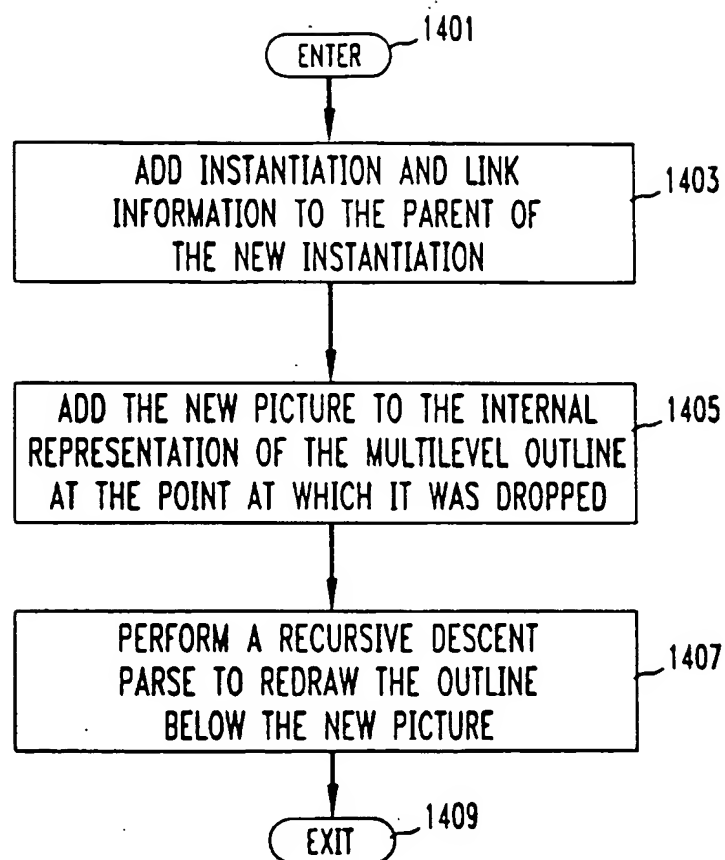 1401
ENTER
ADD INSTANTIATION AND LINK
INFORMATION TO THE PARENT OF
THE NEW INSTANTIATION
1403
ADD THE NEW PICTURE TO THE INTERNAL
REPRESENTATION OF THE MULTILEVEL OUTLINE
AT THE POINT AT WHICH IT WAS DROPPED
1405
PERFORM A RECURSIVE DESCENT
PARSE TO REDRAW THE OUTLINE
BELOW THE NEW PICTURE
1407
EXIT
1409